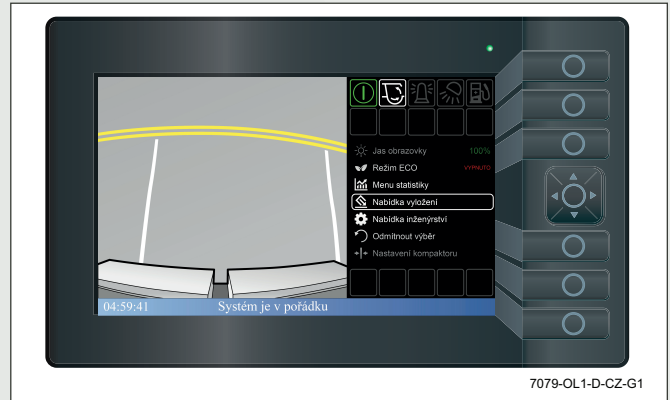 Jas obrazovky 100%
Režim ECO VYPNUTO
Menu statistiky
Nabídka vyložení
Nabídka inženýrství
Odmítnout výběr
Nastavení kompaktoru
04:59:41 Systém je v pořádku
7079-OL1-D-CZ-G1